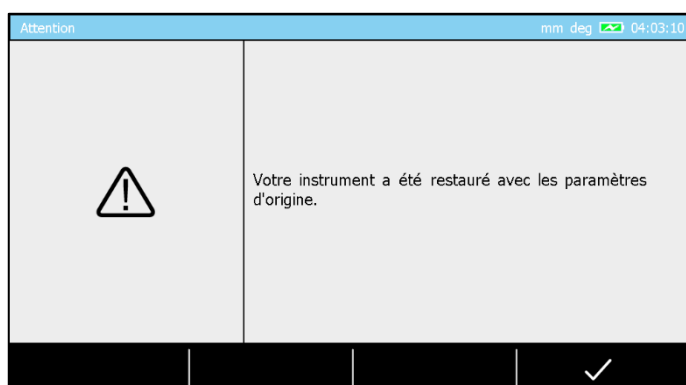 Attention mm deg 04:03:10
Votre instrument a été restauré avec les paramètres
d'origine.